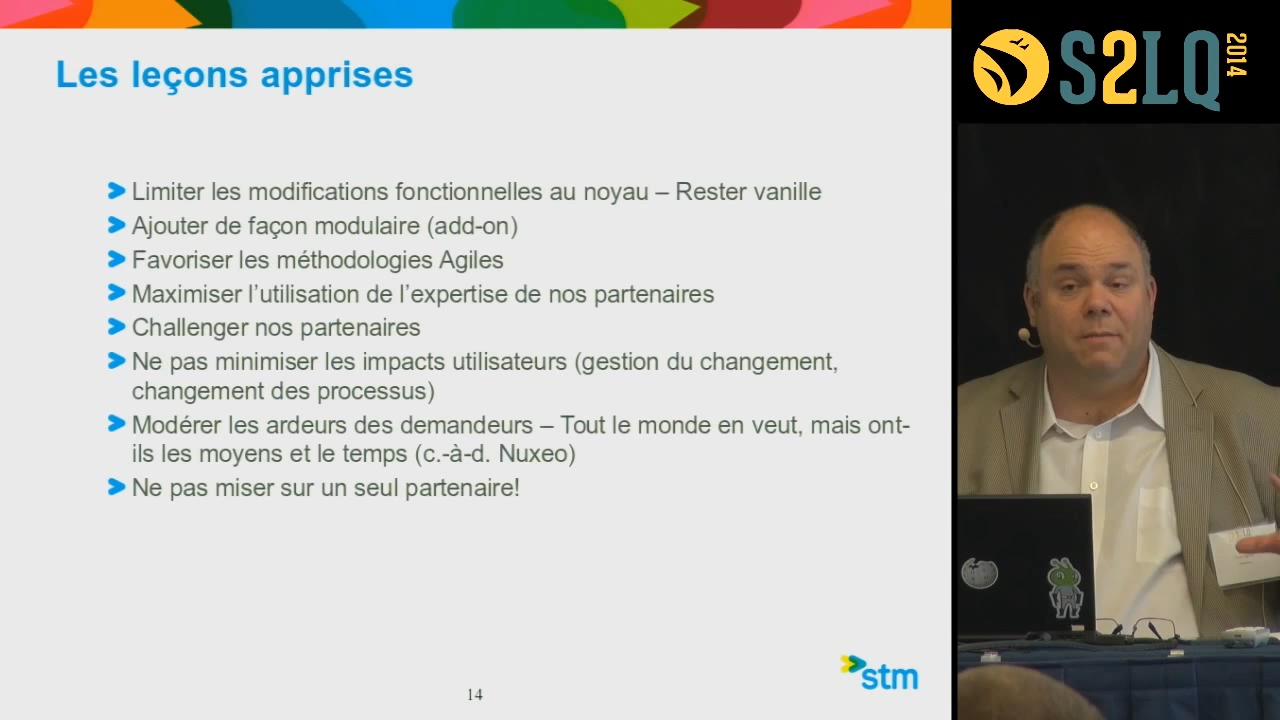 Les leçons apprises
Limiter les modifications fonctionnelles au noyau – Rester vanille
Ajouter de façon modulaire (add-on)
Favoriser les méthodologies Agiles
Maximiser l’utilisation de l’expertise de nos partenaires
Challenger nos partenaires
Ne pas minimiser les impacts utilisateurs (gestion du changement,
changement des processus)
Modérer les ardeurs des demandeurs – Tout le monde en veut, mais ont-
ils les moyens et le temps (c.-à-d. Nuxeo)
Ne pas miser sur un seul partenaire!
stm
14
S2LQ
2014